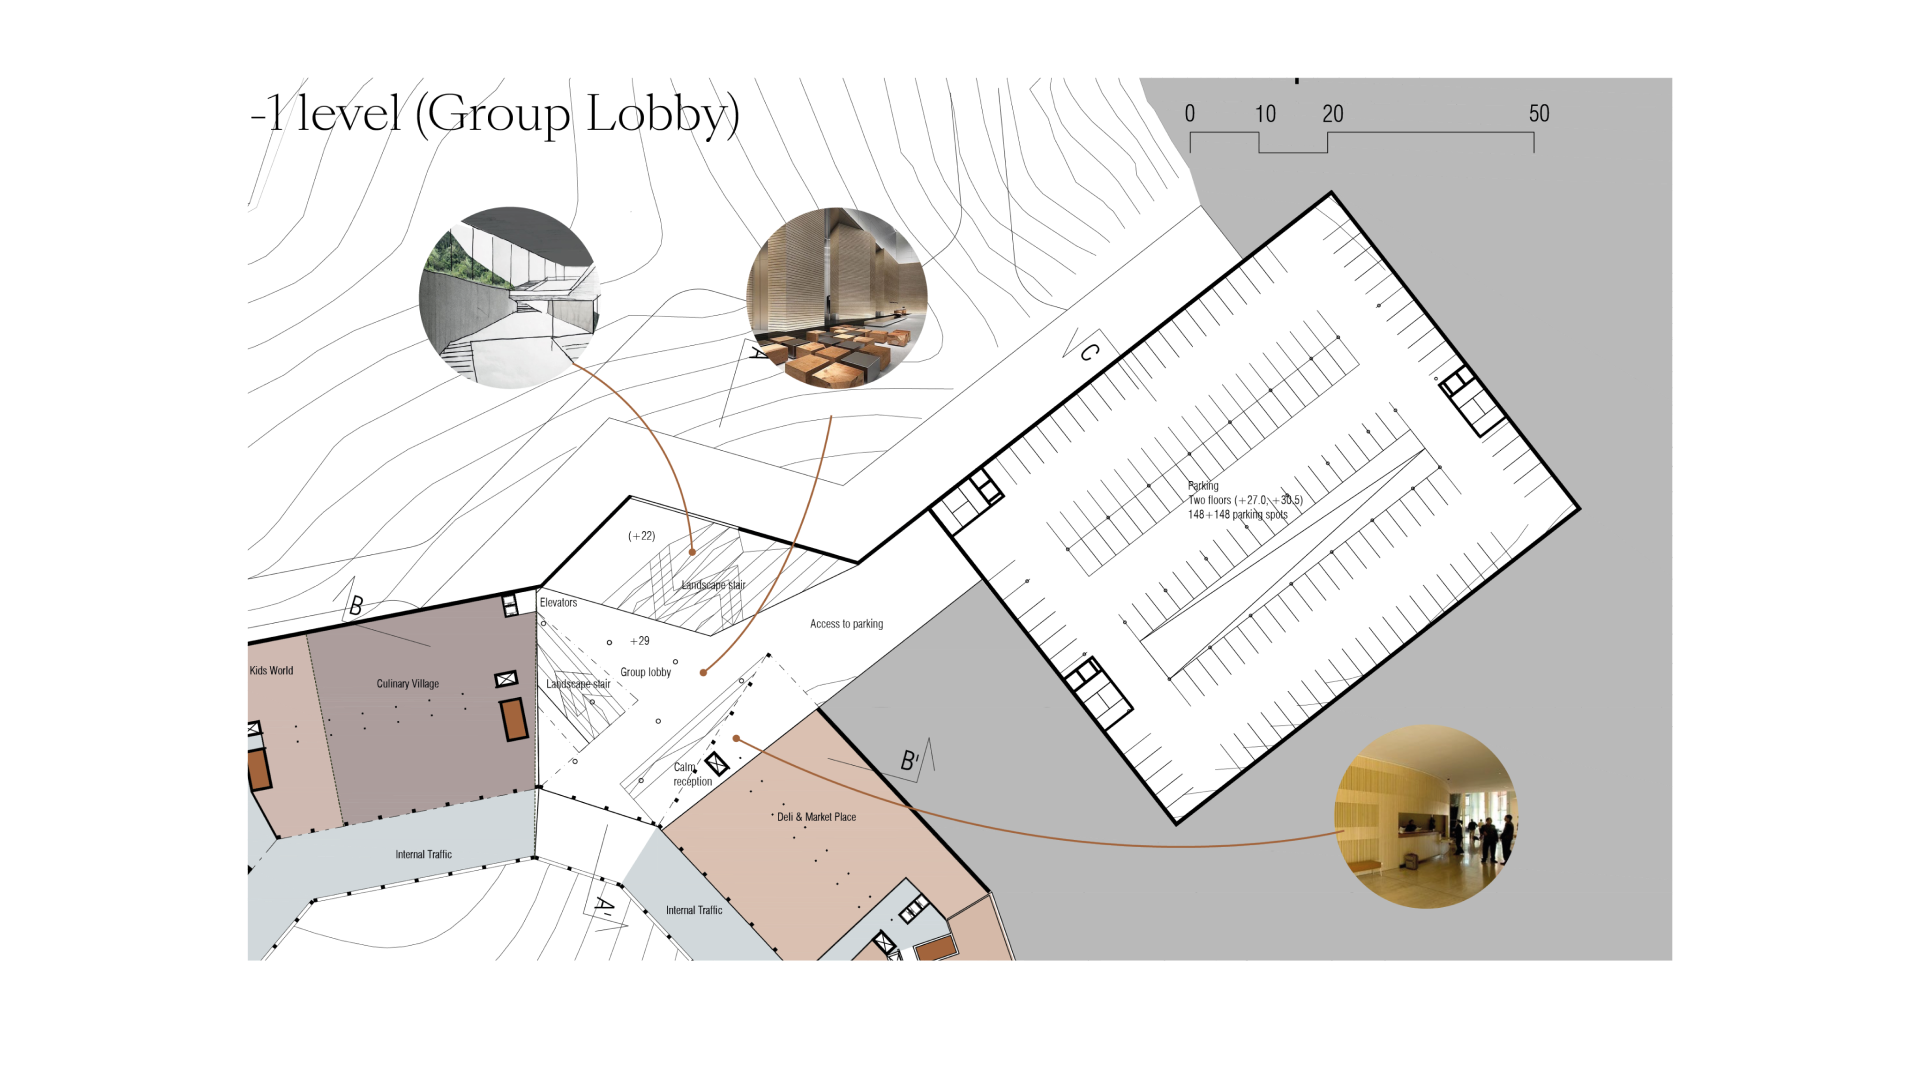 -1 level (Group Lobby)
0 10 20 50
A
C
(+22)
Landscape stair
B
Elevators
+29
Access to parking
Group lobby
Landscape stair
Kids World
Culinary Village
Parking
Two floors (+27.0, +30.5)
148+148 parking spots
Calm
reception
B'
Deli & Market Place
Internal Traffic
A'
Internal Traffic